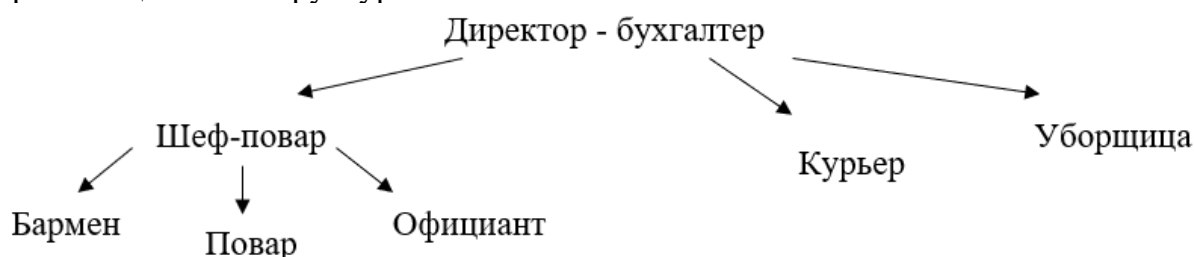 Директор - бухгалтер
Шеф-повар
Уборщица
Курьер
Бармен
Официант
Повар